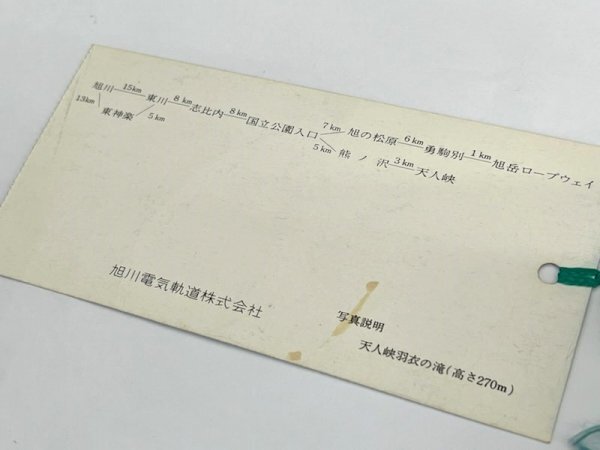 旭川 15km 東川 8km 志比内 8km 国立公園入口 7km 旭の松原 6km 勇駒別 1km 旭岳ロープウェイ
13km 東神楽 5km
5km 熊ノ沢 3km 天人峡
旭川電気軌道株式会社
写真説明
天人峡羽衣の滝(高さ270m)